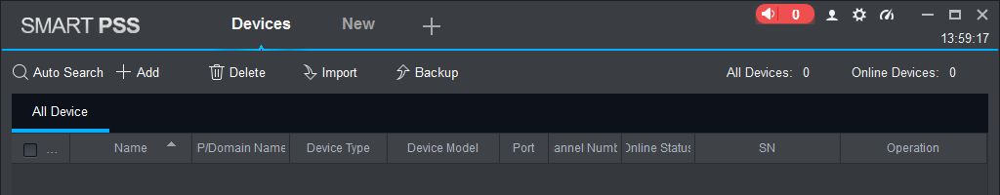 SMART PSS Devices New 0
13:59:17
Auto Search Add Delete Import Backup All Devices: 0 Online Devices: 0
All Device
... Name P/Domain Name Device Type Device Model Port annel Numb Online Status SN Operation